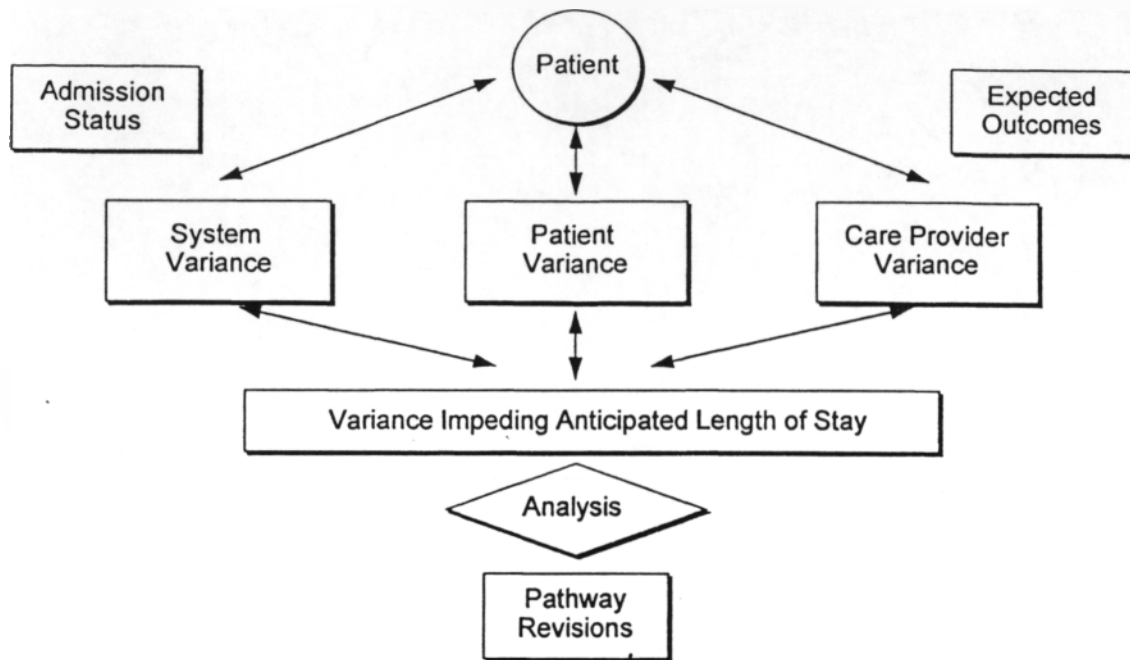 Patient
Admission
Status
Expected
Outcomes
System
Variance
Patient
Variance
Care Provider
Variance
Variance Impeding Anticipated Length of Stay
Analysis
Pathway
Revisions